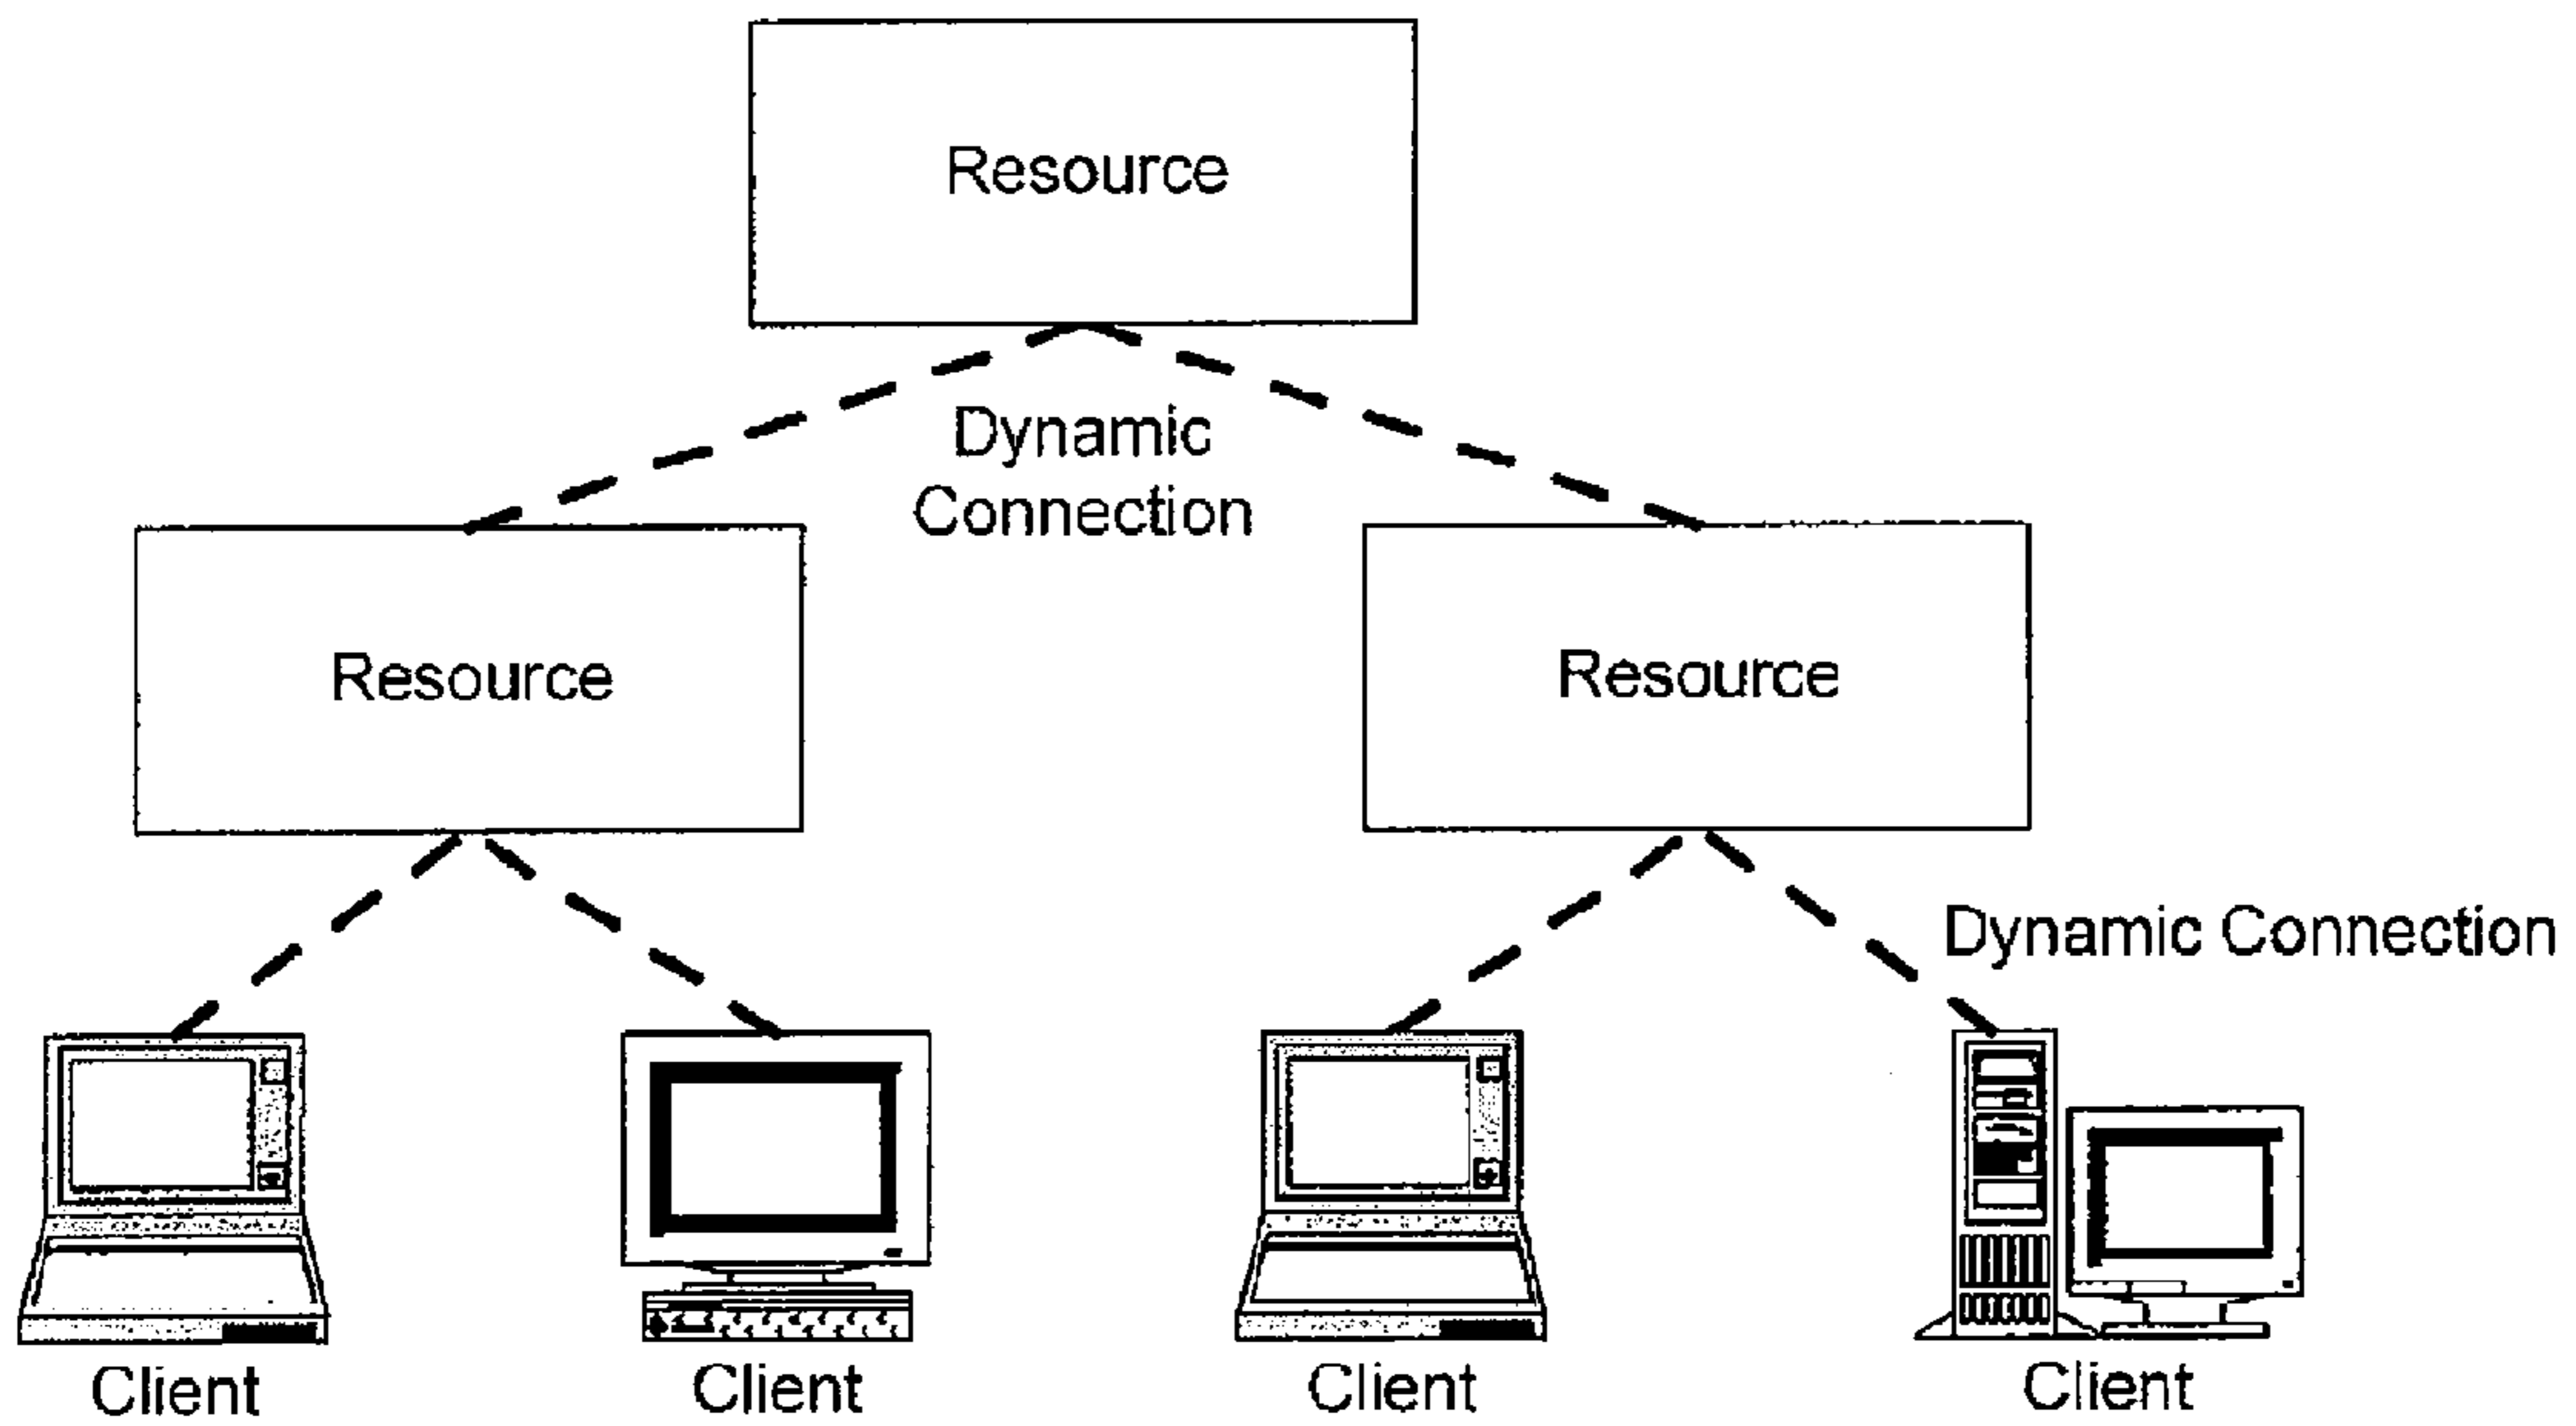 Resource
Dynamic
Connection
Resource
Resource
Dynamic Connection
Client
Client
Client
Client